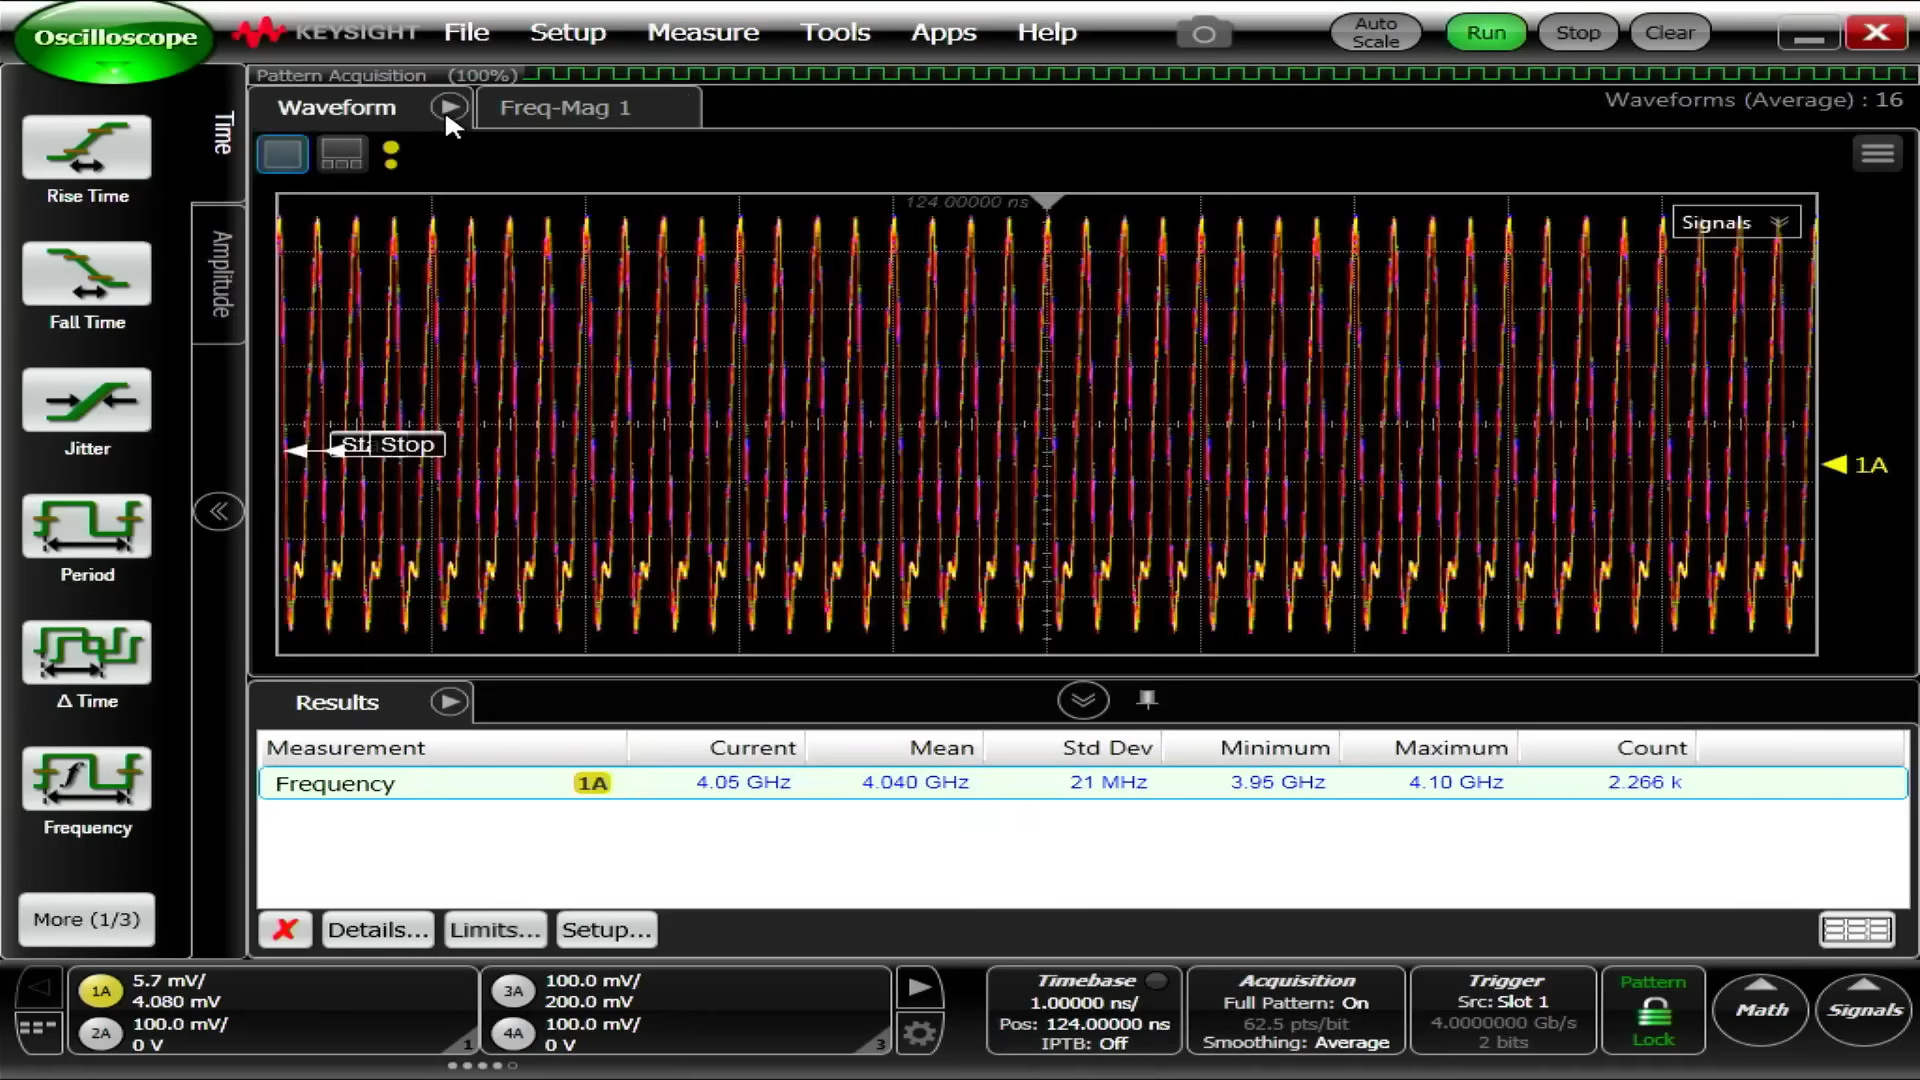 Oscilloscope
KEYSIGHT File Setup Measure Tools Apps Help
Auto Scale Run Stop Clear
Pattern Acquisition (100%)
Waveform Freq-Mag 1
Waveforms (Average) : 16
Time
Amplitude
Rise Time
Fall Time
Jitter
Period
Δ Time
Frequency
More (1/3)
124.00000 ns
Signals
Stop
1A
Results
Measurement Current Mean Std Dev Minimum Maximum Count
Frequency 1A 4.05 GHz 4.040 GHz 21 MHz 3.95 GHz 4.10 GHz 2.266 k
Details... Limits... Setup...
1A 5.7 mV/
4.080 mV
2A 100.0 mV/
0 V
1
3A 100.0 mV/
200.0 mV
4A 100.0 mV/
0 V
3
Timebase
1.00000 ns/
Pos: 124.00000 ns
IPTB: Off
Acquisition
Full Pattern: On
62.5 pts/bit
Smoothing: Average
Trigger
Src: Slot 1
4.0000000 Gb/s
2 bits
Pattern
Lock
Math
Signals